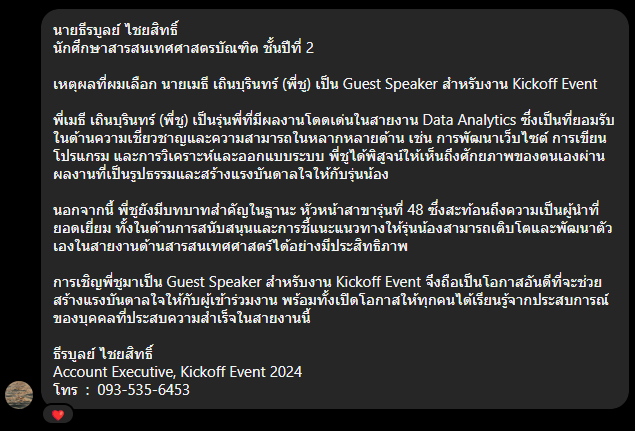 นายธีรบูลย์ ไชยสิทธิ์
นักศึกษาสารสนเทศศาสตรบัณฑิต ชั้นปีที่ 2
เหตุผลที่ผมเลือก นายเมธี เถินบุรินทร์ (พี่ชู) เป็น Guest Speaker สำหรับงาน Kickoff Event
พี่เมธี เถินบุรินทร์ (พี่ชู) เป็นรุ่นพี่ที่มีผลงานโดดเด่นในสายงาน Data Analytics ซึ่งเป็นที่ยอมรับ
ในด้านความเชี่ยวชาญและความสามารถในหลากหลายด้าน เช่น การพัฒนาเว็บไซต์ การเขียน
โปรแกรม และการวิเคราะห์และออกแบบระบบ พี่ชูได้พิสูจน์ให้เห็นถึงศักยภาพของตนเองผ่าน
ผลงานที่เป็นรูปธรรมและสร้างแรงบันดาลใจให้กับรุ่นน้อง
นอกจากนี้ พี่ชูยังมีบทบาทสำคัญในฐานะ หัวหน้าสาขารุ่นที่ 48 ซึ่งสะท้อนถึงความเป็นผู้นำที่
ยอดเยี่ยม ทั้งในด้านการสนับสนุนและการชี้แนะแนวทางให้รุ่นน้องสามารถเติบโตและพัฒนาตัว
เองในสายงานด้านสารสนเทศศาสตร์ได้อย่างมีประสิทธิภาพ
การเชิญพี่ชูมาเป็น Guest Speaker สำหรับงาน Kickoff Event จึงถือเป็นโอกาสอันดีที่จะช่วย
สร้างแรงบันดาลใจให้กับผู้เข้าร่วมงาน พร้อมทั้งเปิดโอกาสให้ทุกคนได้เรียนรู้จากประสบการณ์
ของบุคคลที่ประสบความสำเร็จในสายงานนี้
ธีรบูลย์ ไชยสิทธิ์
Account Executive, Kickoff Event 2024
โทร : 093-535-6453